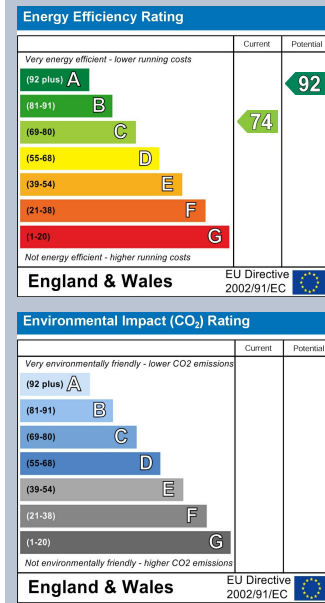 Energy Efficiency Rating
Current Potential
Very energy efficient - lower running costs
(92 plus) A
92
(81-91) B
(69-80) C
74
(55-68) D
(39-54) E
(21-38) F
(1-20) G
Not energy efficient - higher running costs
England & Wales
EU Directive
2002/91/EC
Environmental Impact (CO₂) Rating
Current Potential
Very environmentally friendly - lower CO2 emissions
(92 plus) A
(81-91) B
(69-80) C
(55-68) D
(39-54) E
(21-38) F
(1-20) G
Not environmentally friendly - higher CO2 emissions
England & Wales
EU Directive
2002/91/EC